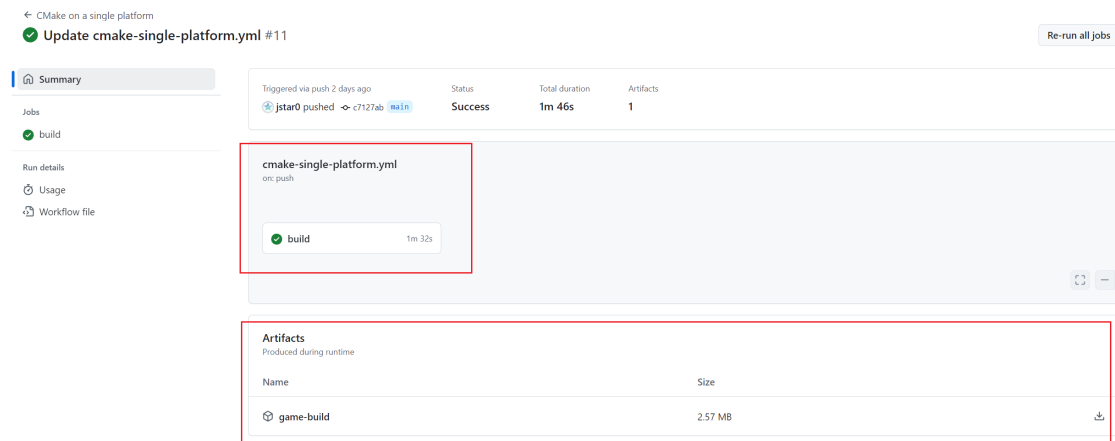 CMake on a single platform
Update cmake-single-platform.yml #11
Re-run all jobs
Summary
Jobs
build
Run details
Usage
Workflow file
Triggered via push 2 days ago
Status
Total duration
Artifacts
jstar0 pushed c7127ab main
Success
1m 46s
1
cmake-single-platform.yml
on: push
build 1m 32s
Artifacts
Produced during runtime
Name Size
game-build 2.57 MB